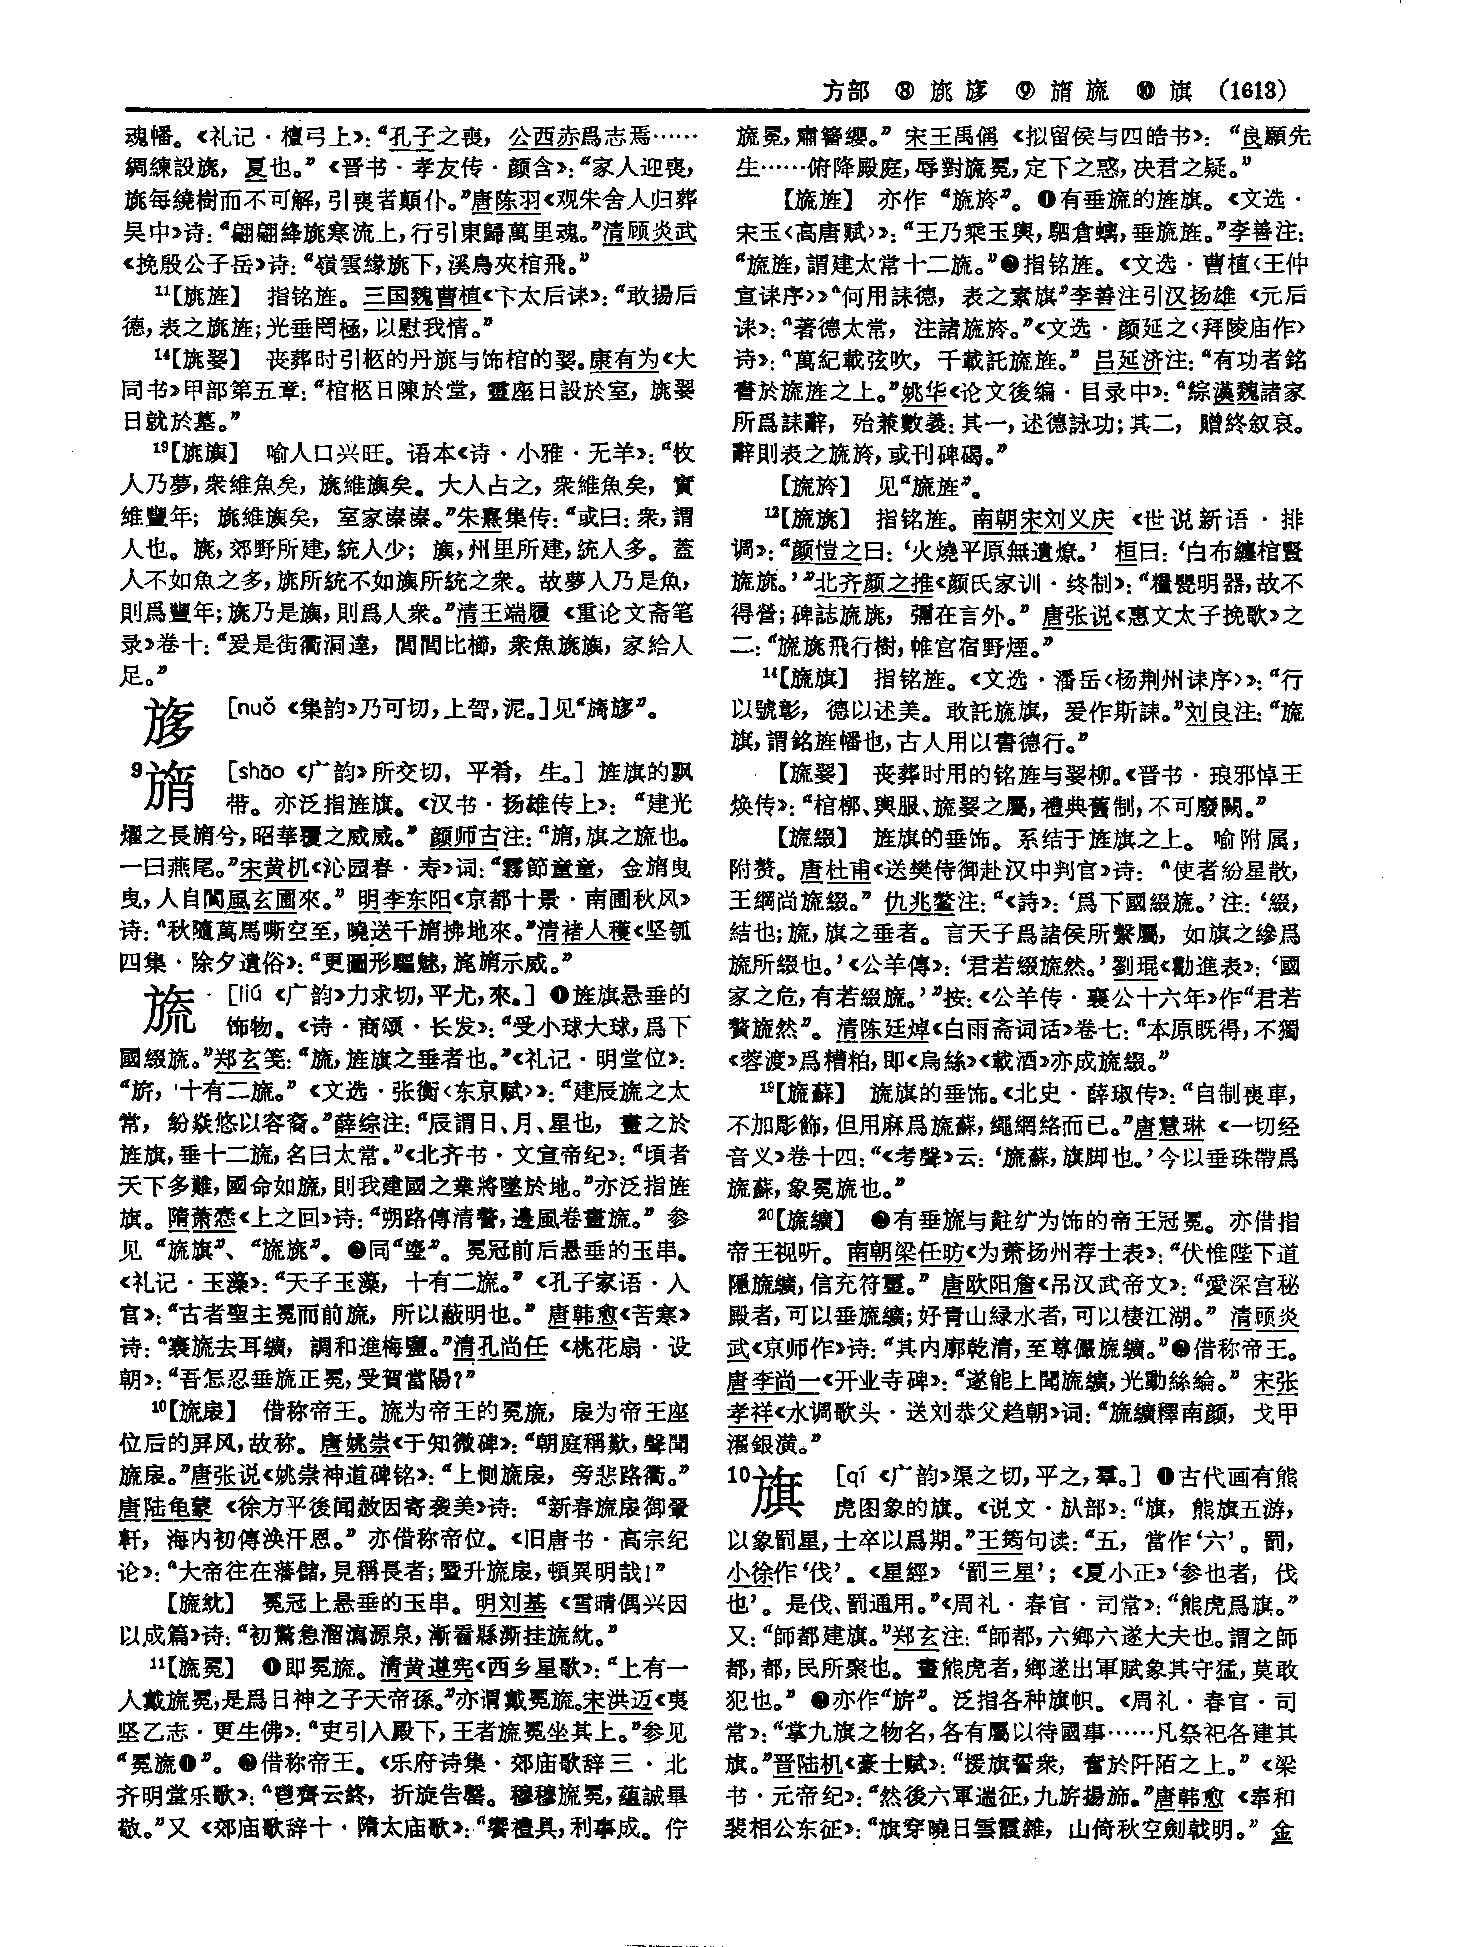 方部 ⑧ 旐 旇 ⑨ 旓 旒 ⑩ 旗 (1613)
魂幡。《礼记·檀弓上》：“孔子之喪，公西赤爲志焉……
綢練設旐，夏也。”《晋书·孝友传·颜含》：“家人迎喪，
旐每繞樹而不可解，引喪者顛仆。”唐陈羽《观朱舍人归葬
吴中》诗：“翩翩絳旐寒流上，行引東歸萬里魂。”清顾炎武
《挽殷公子岳》诗：“嶺雲緣旐下，溪鳥夾棺飛。”
11【旐旌】 指铭旌。三国魏曹植《卞太后诔》：“敢揚后
德，表之旐旌；光垂罔極，以慰我情。”
14【旐翣】 丧葬时引柩的丹旐与饰棺的翣。康有为《大
同书》甲部第五章：“棺柩日陳於堂，靈座日設於室，旐翣
日就於墓。”
19【旐旟】 喻人口兴旺。语本《诗·小雅·无羊》：“牧
人乃夢，衆維魚矣，旐維旟矣。大人占之，衆維魚矣，實
維豐年；旐維旟矣，室家溱溱。”朱熹集传：“或曰：衆，謂
人也。旐，郊野所建，統人少；旟，州里所建，統人多。蓋
人不如魚之多，旐所統不如旟所統之衆。故夢人乃是魚，
則爲豐年；旐乃是旟，則爲人衆。”清王端履《重论文斋笔
录》卷十：“爰是街衢洞達，閭閻比櫛，衆魚旐旟，家給人
足。”
[nuǒ 《集韵》乃可切，上哿，泥。]见“旖㫊”。
9旓 [shāo 《广韵》所交切，平肴，生。] 旌旗的飘
带。亦泛指旌旗。《汉书·扬雄传上》：“建光
燿之長旓兮，昭華覆之威威。” 颜师古注：“旓，旗之旒也。
一曰燕尾。”宋黄机《沁园春·寿》词：“霧節童童，金旓曳
曳，人自閬風玄圃來。” 明李东阳《京都十景·南囿秋风》
诗：“秋隨萬馬嘶空至，曉送千旓拂地來。”清褚人穫《坚瓠
四集·除夕遺俗》：“更圖形驅魅，旄旓示威。”
旒 [liú 《广韵》力求切，平尤，來。] ❶旌旗悬垂的
饰物。《诗·商颂·长发》：“受小球大球，爲下
國綴旒。”郑玄笺：“旒，旌旗之垂者也。”《礼记·明堂位》：
“旂，十有二旒。”《文选·张衡〈东京赋〉》：“建辰旒之太
常，紛焱悠以容裔。”薛综注：“辰謂日、月、星也，畫之於
旌旗，垂十二旒，名曰太常。”《北齐书·文宣帝纪》：“頃者
天下多難，國命如旒，則我建國之業將墜於地。”亦泛指旌
旗。隋萧悫《上之回》诗：“朔路傳清警，邊風卷畫旒。” 参
见“旒旗”、“旒旐”。❷同“瑬”。冕冠前后悬垂的玉串。
《礼记·玉藻》：“天子玉藻，十有二旒。”《孔子家语·入
官》：“古者聖主冕而前旒，所以蔽明也。” 唐韩愈《苦寒》
诗：“褰旒去耳纊，調和進梅鹽。”清孔尚任《桃花扇·设
朝》：“吾怎忍垂旒正冕，受賀當陽？”
10【旒扆】 借称帝王。旒为帝王的冕旒，扆为帝王座
位后的屏风，故称。唐姚崇《于知微碑》：“朝庭稱歎，聲聞
旒扆。”唐张说《姚崇神道碑铭》：“上惻旒扆，旁悲路衢。”
唐陆龟蒙《徐方平後闻赦因寄袭美》诗：“新春旒扆御翬
軒，海内初傳渙汗恩。” 亦借称帝位。《旧唐书·高宗纪
论》：“大帝往在藩儲，見稱長者；暨升旒扆，頓異明哉！”
【旒紞】 冕冠上悬垂的玉串。明刘基《雪晴偶兴因
以成篇》诗：“初驚急溜瀉源泉，漸看縣澌挂旒紞。”
11【旒冕】 ❶即冕旒。清黄遵宪《西乡星歌》：“上有一
人戴旒冕，是爲日神之子天帝孫。”亦谓戴冕旒。宋洪迈《夷
坚乙志·更生佛》：“吏引入殿下，王者旒冕坐其上。”参见
“冕旒❶”。❷借称帝王。《乐府诗集·郊庙歌辞三·北
齐明堂乐歌》：“鬯齊云終，折旋告罄。穆穆旒冕，蕴誠畢
敬。”又《郊庙歌辞十·隋太庙歌》：“饗禮具，利事成。佇
旒冕，肅簪纓。” 宋王禹偁《拟留侯与四皓书》：“良願先
生……俯降殿庭，辱對旒冕，定下之惑，决君之疑。”
【旒旌】 亦作“旒旍”。❶有垂旒的旌旗。《文选·
宋玉〈高唐赋〉》：“王乃乘玉輿，駟倉螭，垂旒旌。”李善注：
“旒旌，謂建太常十二旒。”❷指铭旌。《文选·曹植〈王仲
宣诔序〉》“何用誄德，表之素旗”李善注引汉扬雄《元后
诔》：“著德太常，注諸旒旍。”《文选·颜延之〈拜陵庙作〉
诗》：“萬紀載弦吹，千載託旒旌。” 吕延济注：“有功者銘
書於旒旌之上。”姚华《论文後编·目录中》：“綜漢魏諸家
所爲誄辭，殆兼數義：其一，述德詠功；其二，贈終叙哀。
辭則表之旒旍，或刊碑碣。”
【旒旍】 见“旒旌”。
12【旒旐】 指铭旌。南朝宋刘义庆《世说新语·排
调》：“颜愷之曰：‘火燒平原無遺燎。’ 桓曰：‘白布纏棺豎
旒旐。’”北齐颜之推《颜氏家训·终制》：“糧甖明器，故不
得營；碑誌旒旐，彌在言外。” 唐张说《惠文太子挽歌》之
二：“旒旐飛行樹，帷宫宿野煙。”
14【旒旗】 指铭旌。《文选·潘岳〈杨荆州诔序〉》：“行
以號彰，德以述美。敢託旒旗，爰作斯誄。”刘良注：“旒
旗，謂銘旌幡也，古人用以書德行。”
【旒翣】 丧葬时用的铭旌与翣柳。《晋书·琅邪悼王
焕传》：“棺槨、輿服、旒翣之屬，禮典舊制，不可廢闕。”
【旒綴】 旌旗的垂饰。系结于旌旗之上。喻附属，
附赘。唐杜甫《送樊侍御赴汉中判官》诗：“使者紛星散，
王綱尚旒綴。” 仇兆鳌注：“《詩》：‘爲下國綴旒。’注：‘綴，
結也；旒，旗之垂者。言天子爲諸侯所繫屬，如旗之縿爲
旒所綴也。’《公羊傳》：‘君若綴旒然。’劉琨《勸進表》：‘國
家之危，有若綴旒。’”按：《公羊传·襄公十六年》作“君若
贅旒然”。清陈廷焯《白雨斋词话》卷七：“本原既得，不獨
《蓉渡》爲糟粕，即《烏絲》《載酒》亦成旒綴。”
19【旒蘇】 旒旗的垂饰。《北史·薛琡传》：“自制喪車，
不加彫飾，但用麻爲旒蘇，繩網絡而已。”唐慧琳《一切经
音义》卷十四：“《考聲》云：‘旒蘇，旗脚也。’今以垂珠帶爲
旒蘇，象冕旒也。”
20【旒纊】 ❶有垂旒与黈纩为饰的帝王冠冕。亦借指
帝王视听。南朝梁任昉《为萧扬州荐士表》：“伏惟陛下道
隱旒纊，信充符璽。” 唐欧阳詹《吊汉武帝文》：“愛深宫秘
殿者，可以垂旒纊；好青山緑水者，可以棲江湖。” 清顾炎
武《京师作》诗：“其内廓乾清，至尊儼旒纊。”❷借称帝王。
唐李尚一《开业寺碑》：“遂能上聞旒纊，光動絲綸。” 宋张
孝祥《水调歌头·送刘恭父趋朝》词：“旒纊釋南顔，戈甲
濯銀潢。”
10旗 [qí 《广韵》渠之切，平之，羣。] ❶古代画有熊
虎图象的旗。《说文·㫃部》：“旗，熊旗五游，
以象罰星，士卒以爲期。”王筠句读：“五，當作‘六’。罰，
小徐作‘伐’。《星經》‘罰三星’；《夏小正》‘参也者，伐
也’。是伐、罰通用。”《周礼·春官·司常》：“熊虎爲旗。”
又：“師都建旗。”郑玄注：“師都，六鄉六遂大夫也。謂之師
都，都，民所聚也。畫熊虎者，鄉遂出軍賦象其守猛，莫敢
犯也。” ❷亦作“旂”。泛指各种旗帜。《周礼·春官·司
常》：“掌九旗之物名，各有屬以待國事……凡祭祀各建其
旗。”晋陆机《豪士赋》：“援旗誓衆，奮於阡陌之上。”《梁
书·元帝纪》：“然後六軍遄征，九旂揚斾。”唐韩愈《奉和
裴相公东征》：“旗穿曉日雲霞雜，山倚秋空劍戟明。” 金